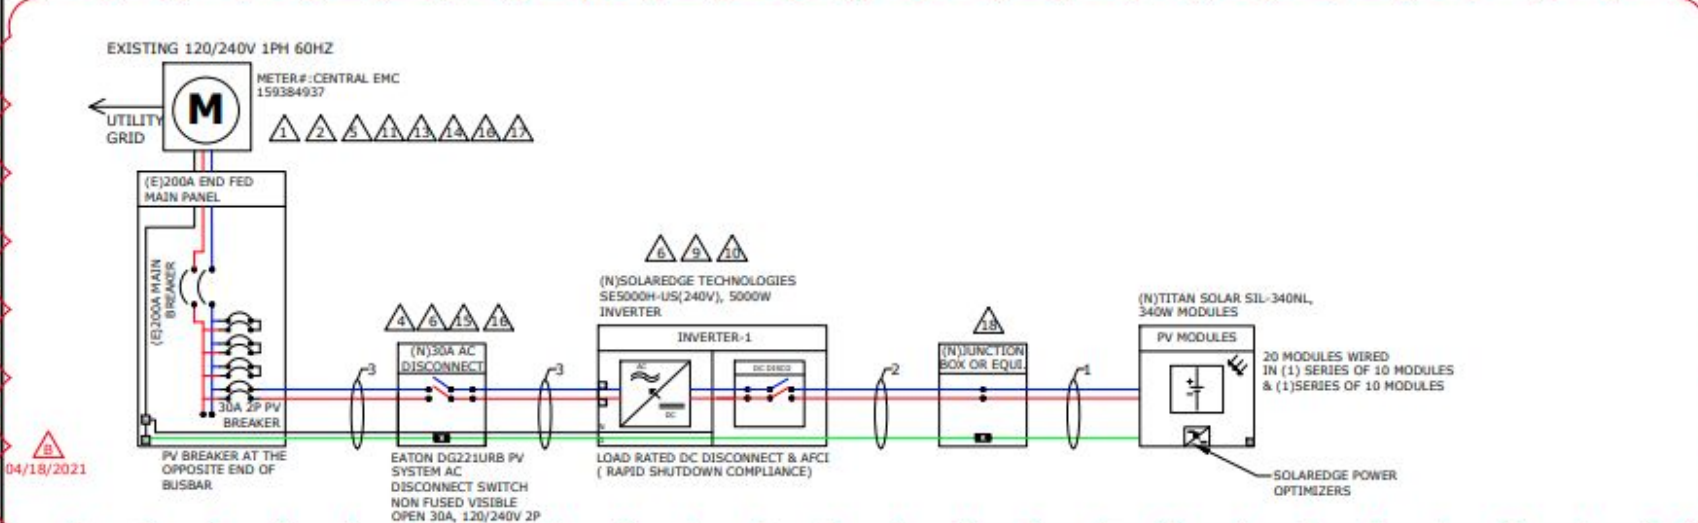 EXISTING 120/240V 1PH 60HZ
METER#:CENTRAL EMC
159384937
M
UTILITY
GRID
1 2 5 11 13 14 16 17
(E)200A END FED
MAIN PANEL
(E)200A MAIN
BREAKER
30A 2P PV
BREAKER
PV BREAKER AT THE
OPPOSITE END OF
BUSBAR
B
04/18/2021
3
4 6 15 16
(N)30A AC
DISCONNECT
EATON DG221URB PV
SYSTEM AC
DISCONNECT SWITCH
NON FUSED VISIBLE
OPEN 30A, 120/240V 2P
3
6 9 10
(N)SOLAREDGE TECHNOLOGIES
SE5000H-US(240V), 5000W
INVERTER
INVERTER-1
AC
DC
DC DISCO
N
G
LOAD RATED DC DISCONNECT & AFCI
( RAPID SHUTDOWN COMPLIANCE)
2
18
(N)JUNCTION
BOX OR EQUI.
1
(N)TITAN SOLAR SIL-340NL,
340W MODULES
PV MODULES
20 MODULES WIRED
IN (1) SERIES OF 10 MODULES
& (1)SERIES OF 10 MODULES
SOLAREDGE POWER
OPTIMIZERS